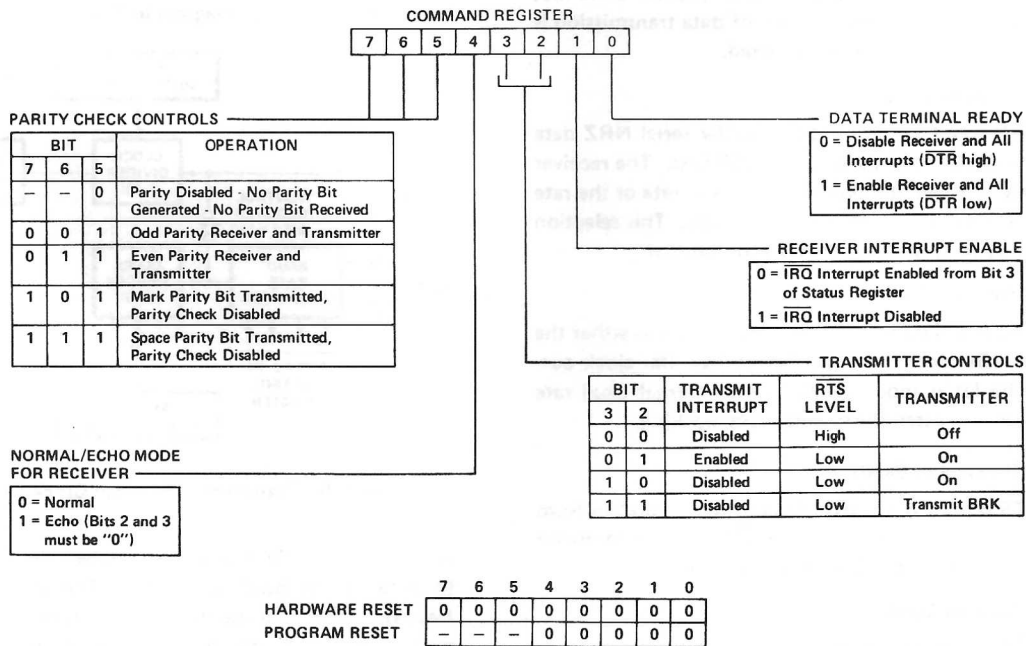 COMMAND REGISTER
7 6 5 4 3 2 1 0
PARITY CHECK CONTROLS
BIT OPERATION
7 6 5
– – 0 Parity Disabled - No Parity Bit
Generated - No Parity Bit Received
0 0 1 Odd Parity Receiver and Transmitter
0 1 1 Even Parity Receiver and
Transmitter
1 0 1 Mark Parity Bit Transmitted,
Parity Check Disabled
1 1 1 Space Parity Bit Transmitted,
Parity Check Disabled
NORMAL/ECHO MODE
FOR RECEIVER
0 = Normal
1 = Echo (Bits 2 and 3
must be "0")
DATA TERMINAL READY
0 = Disable Receiver and All
Interrupts (DTR high)
1 = Enable Receiver and All
Interrupts (DTR low)
RECEIVER INTERRUPT ENABLE
0 = IRQ Interrupt Enabled from Bit 3
of Status Register
1 = IRQ Interrupt Disabled
TRANSMITTER CONTROLS
BIT TRANSMIT RTS TRANSMITTER
3 2 INTERRUPT LEVEL
0 0 Disabled High Off
0 1 Enabled Low On
1 0 Disabled Low On
1 1 Disabled Low Transmit BRK
7 6 5 4 3 2 1 0
HARDWARE RESET 0 0 0 0 0 0 0 0
PROGRAM RESET – – – 0 0 0 0 0